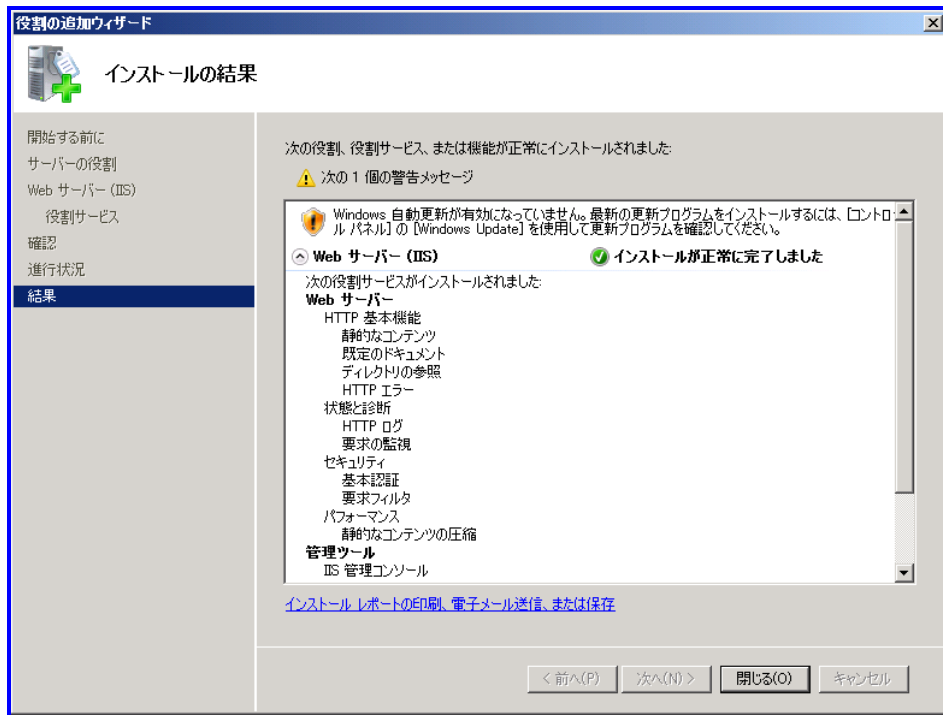 役割の追加ウィザード
インストールの結果
開始する前に
サーバーの役割
Web サーバー (IIS)
役割サービス
確認
進行状況
結果
次の役割、役割サービス、または機能が正常にインストールされました:
次の 1 個の警告メッセージ
Windows 自動更新が有効になっていません。最新の更新プログラムをインストールするには、[コントロー
ル パネル] の [Windows Update] を使用して更新プログラムを確認してください。
Web サーバー (IIS) インストールが正常に完了しました
次の役割サービスがインストールされました:
Web サーバー
HTTP 基本機能
静的なコンテンツ
既定のドキュメント
ディレクトリの参照
HTTP エラー
状態と診断
HTTP ログ
要求の監視
セキュリティ
基本認証
要求フィルタ
パフォーマンス
静的なコンテンツの圧縮
管理ツール
IIS 管理コンソール
インストール レポートの印刷、電子メール送信、または保存
< 前へ(P) 次へ(N) > 閉じる(O) キャンセル